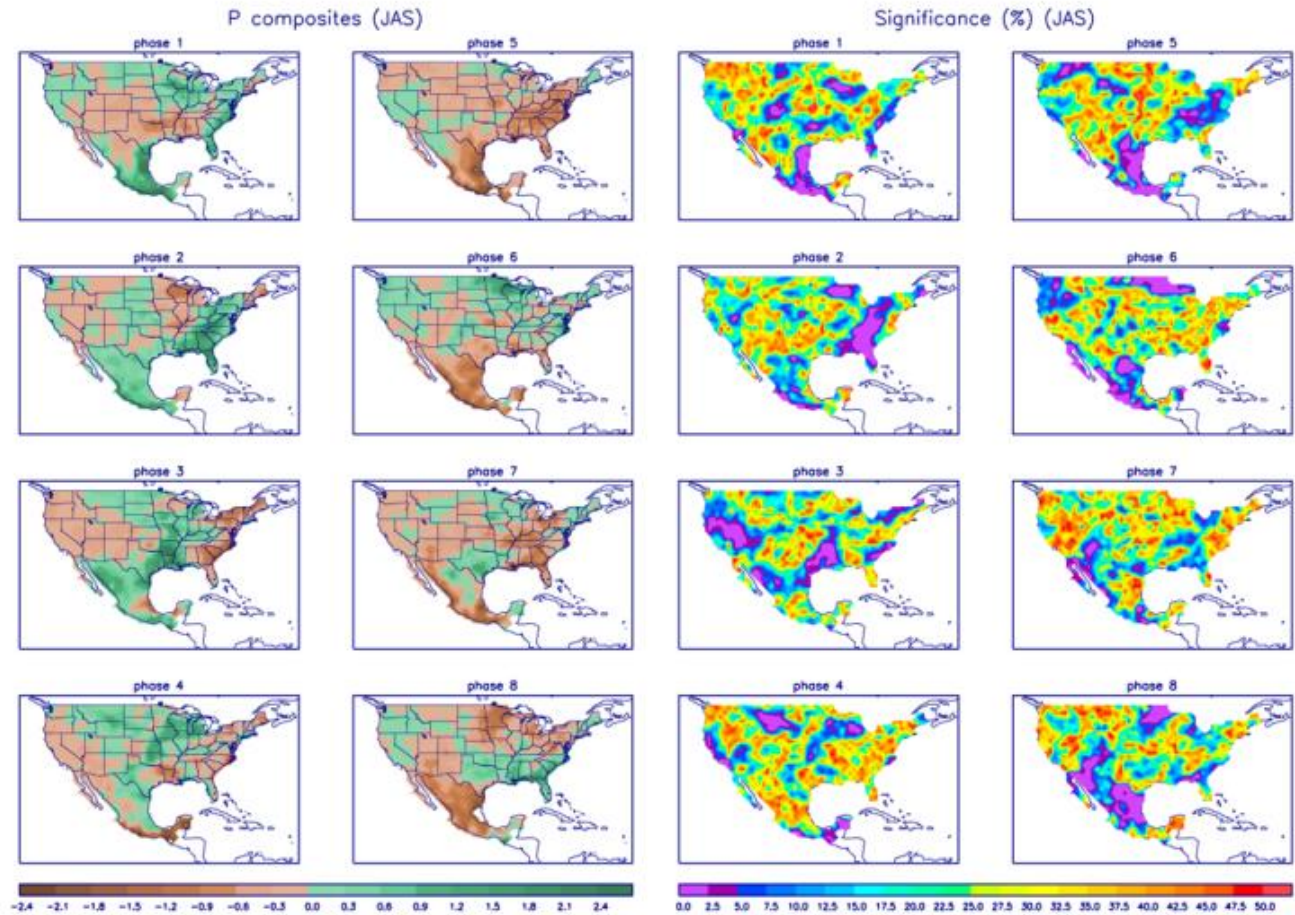 P composites (JAS)
Significance (%) (JAS)
phase 1
phase 5
phase 1
phase 5
phase 2
phase 6
phase 2
phase 6
phase 3
phase 7
phase 3
phase 7
phase 4
phase 8
phase 4
phase 8
-2.4 -2.1 -1.8 -1.5 -1.2 -0.9 -0.6 -0.3 0.0 0.3 0.6 0.9 1.2 1.5 1.8 2.1 2.4
0.0 2.5 5.0 7.5 10.0 12.5 15.0 17.5 20.0 22.5 25.0 27.5 30.0 32.5 35.0 37.5 40.0 42.5 45.0 47.5 50.0